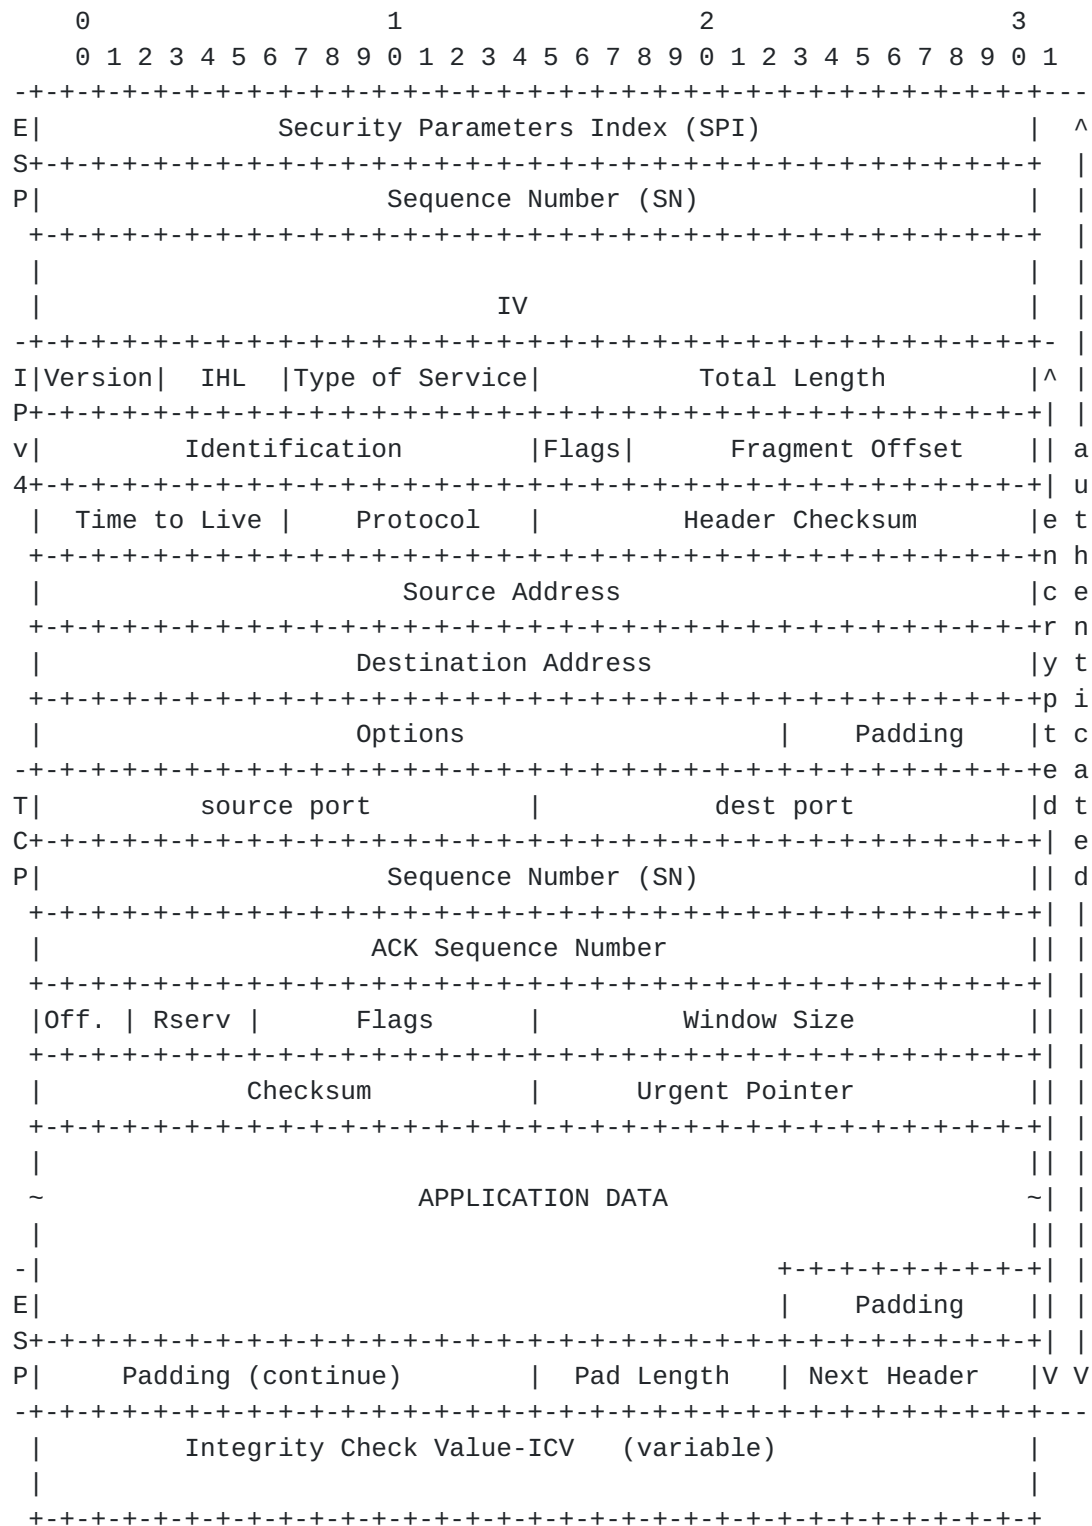 0                   1                   2                   3
    0 1 2 3 4 5 6 7 8 9 0 1 2 3 4 5 6 7 8 9 0 1 2 3 4 5 6 7 8 9 0 1
-+-+-+-+-+-+-+-+-+-+-+-+-+-+-+-+-+-+-+-+-+-+-+-+-+-+-+-+-+-+-+-+-+---
E|               Security Parameters Index (SPI)                 |  ^
S+-+-+-+-+-+-+-+-+-+-+-+-+-+-+-+-+-+-+-+-+-+-+-+-+-+-+-+-+-+-+-+-+  |
P|                      Sequence Number (SN)                     |  |
 +-+-+-+-+-+-+-+-+-+-+-+-+-+-+-+-+-+-+-+-+-+-+-+-+-+-+-+-+-+-+-+-+  |
 |                                                               |  |
 |                             IV                                |  |
-+-+-+-+-+-+-+-+-+-+-+-+-+-+-+-+-+-+-+-+-+-+-+-+-+-+-+-+-+-+-+-+-+- |
I|Version|  IHL  |Type of Service|          Total Length         |^ |
P+-+-+-+-+-+-+-+-+-+-+-+-+-+-+-+-+-+-+-+-+-+-+-+-+-+-+-+-+-+-+-+-+| |
v|         Identification        |Flags|      Fragment Offset    || a
4+-+-+-+-+-+-+-+-+-+-+-+-+-+-+-+-+-+-+-+-+-+-+-+-+-+-+-+-+-+-+-+-+| u
 |  Time to Live |    Protocol   |         Header Checksum       |e t
 +-+-+-+-+-+-+-+-+-+-+-+-+-+-+-+-+-+-+-+-+-+-+-+-+-+-+-+-+-+-+-+-+n h
 |                       Source Address                          |c e
 +-+-+-+-+-+-+-+-+-+-+-+-+-+-+-+-+-+-+-+-+-+-+-+-+-+-+-+-+-+-+-+-+r n
 |                    Destination Address                        |y t
 +-+-+-+-+-+-+-+-+-+-+-+-+-+-+-+-+-+-+-+-+-+-+-+-+-+-+-+-+-+-+-+-+p i
 |                    Options                    |    Padding    |t c
-+-+-+-+-+-+-+-+-+-+-+-+-+-+-+-+-+-+-+-+-+-+-+-+-+-+-+-+-+-+-+-+-+e a
T|          source port          |           dest port           |d t
C+-+-+-+-+-+-+-+-+-+-+-+-+-+-+-+-+-+-+-+-+-+-+-+-+-+-+-+-+-+-+-+-+| e
P|                      Sequence Number (SN)                     || d
 +-+-+-+-+-+-+-+-+-+-+-+-+-+-+-+-+-+-+-+-+-+-+-+-+-+-+-+-+-+-+-+-+| |
 |                     ACK Sequence Number                       || |
 +-+-+-+-+-+-+-+-+-+-+-+-+-+-+-+-+-+-+-+-+-+-+-+-+-+-+-+-+-+-+-+-+| |
 |Off. | Rserv |      Flags      |         Window Size           || |
 +-+-+-+-+-+-+-+-+-+-+-+-+-+-+-+-+-+-+-+-+-+-+-+-+-+-+-+-+-+-+-+-+| |
 |             Checksum          |      Urgent Pointer           || |
 +-+-+-+-+-+-+-+-+-+-+-+-+-+-+-+-+-+-+-+-+-+-+-+-+-+-+-+-+-+-+-+-+| |
 |                                                               || |
 ~                        APPLICATION DATA                       ~| |
 |                                                               || |
-|                                               +-+-+-+-+-+-+-+-+| |
E|                                               |    Padding    || |
S+-+-+-+-+-+-+-+-+-+-+-+-+-+-+-+-+-+-+-+-+-+-+-+-+-+-+-+-+-+-+-+-+| |
P|     Padding (continue)        |  Pad Length   | Next Header   |V V
-+-+-+-+-+-+-+-+-+-+-+-+-+-+-+-+-+-+-+-+-+-+-+-+-+-+-+-+-+-+-+-+-+---
 |         Integrity Check Value-ICV   (variable)                |
 |                                                               |
 +-+-+-+-+-+-+-+-+-+-+-+-+-+-+-+-+-+-+-+-+-+-+-+-+-+-+-+-+-+-+-+-+